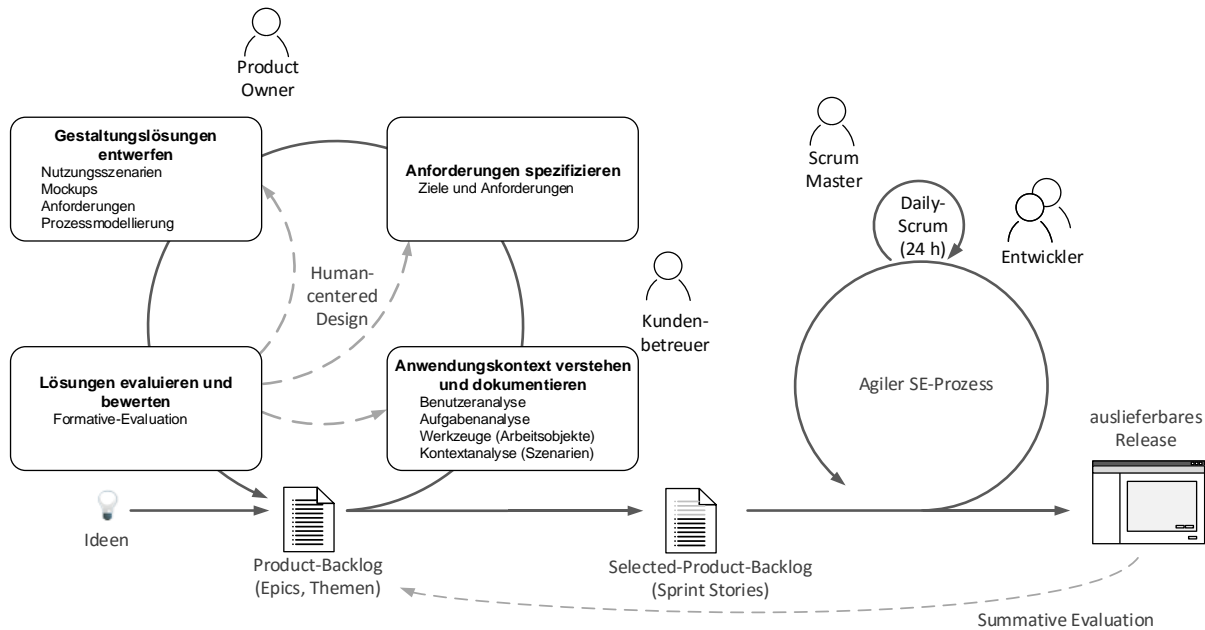 Product
Owner
Gestaltungslösungen
entwerfen
Nutzungsszenarien
Mockups
Anforderungen
Prozessmodellierung
Anforderungen spezifizieren
Ziele und Anforderungen
Human-
centered
Design
Lösungen evaluieren und
bewerten
Formative-Evaluation
Anwendungskontext verstehen
und dokumentieren
Benutzeranalyse
Aufgabenanalyse
Werkzeuge (Arbeitsobjekte)
Kontextanalyse (Szenarien)
Kunden-
betreuer
Scrum
Master
Daily-
Scrum
(24 h)
Entwickler
Agiler SE-Prozess
auslieferbares
Release
Ideen
Product-Backlog
(Epics, Themen)
Selected-Product-Backlog
(Sprint Stories)
Summative Evaluation